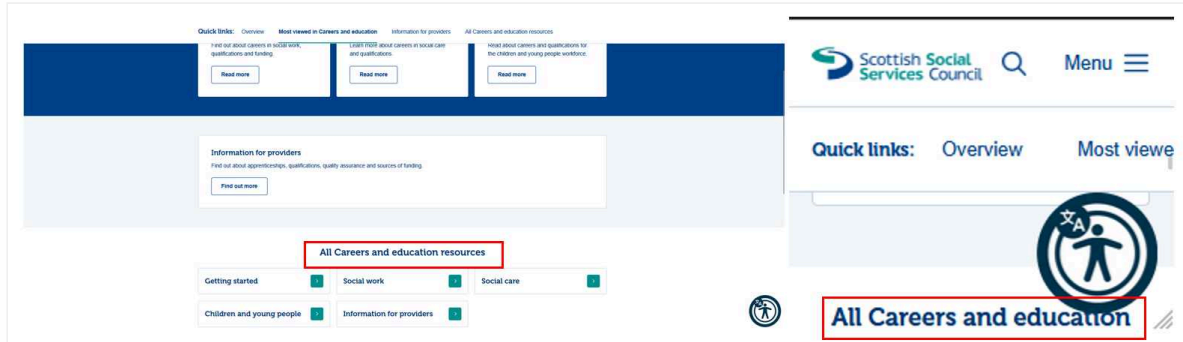 Quick links: Overview Most viewed in Careers and education Information for providers All Careers and education resources
Find out about careers in social work,
qualifications and funding.
Read more
Learn more about careers in social care
and qualifications.
Read more
Read about careers and qualifications for
the children and young people workforce.
Read more
Information for providers
Find out about apprenticeships, qualifications, quality assurance and sources of funding.
Find out more
All Careers and education resources
Getting started
Social work
Social care
Children and young people
Information for providers
Scottish Social
Services Council
Menu
Quick links: Overview Most viewe
All Careers and education